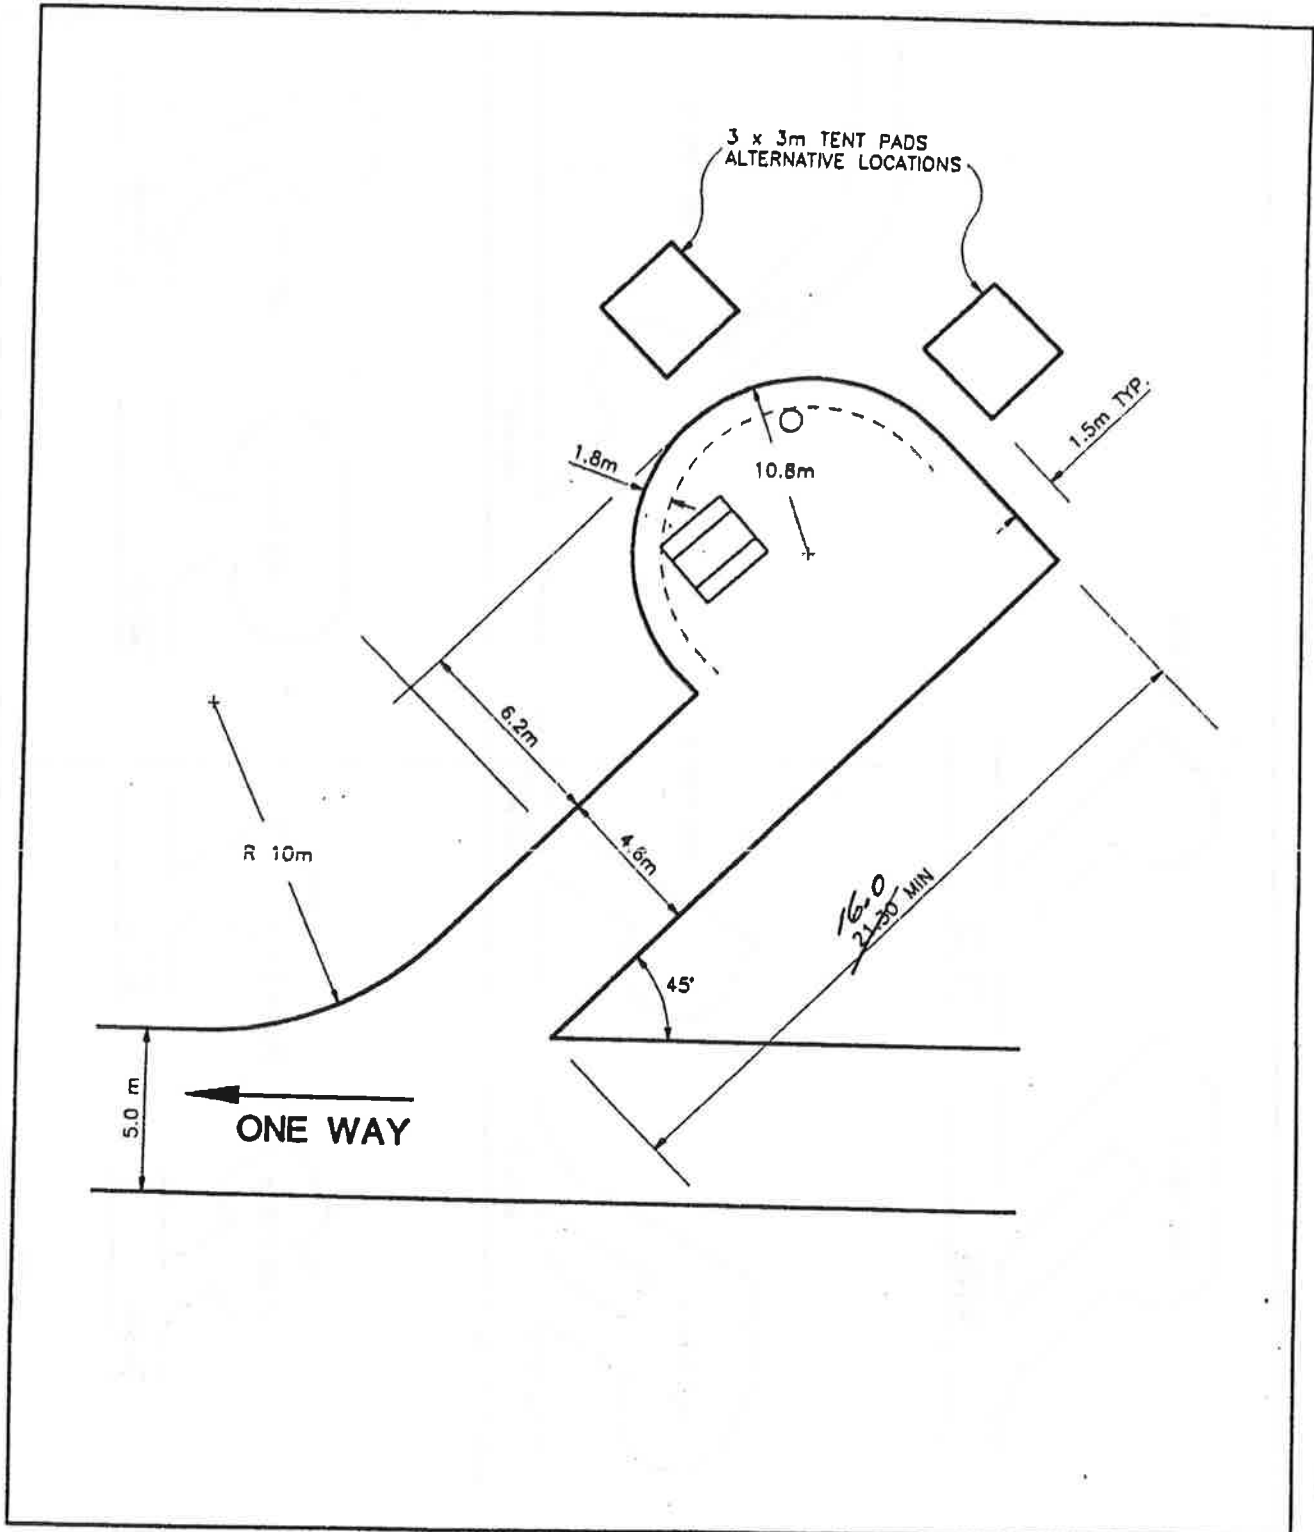 3 x 3m TENT PADS
ALTERNATIVE LOCATIONS
1.5m TYP.
1.8m
10.8m
6.2m
R 10m
4.6m
16.0
21.30 MIN
45°
5.0 m
ONE WAY